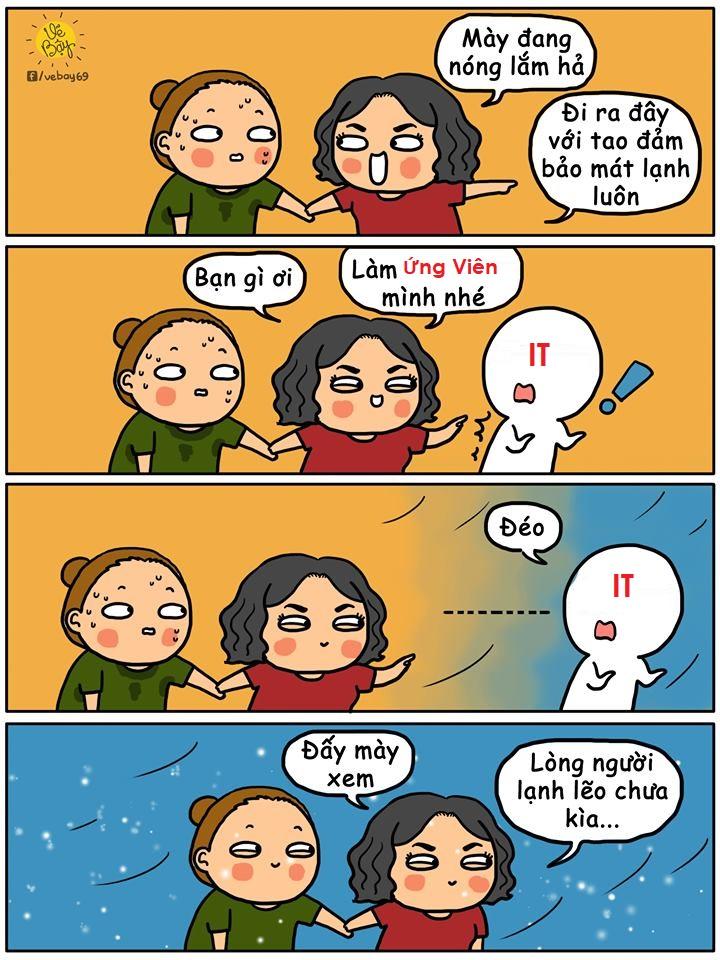 Vẽ
Bậy
f/vebay69
Mày đang
nóng lắm hả
Đi ra đây
với tao đảm
bảo mát lạnh
luôn
Bạn gì ơi
Làm Ứng Viên
mình nhé
IT
Đéo
IT
Đấy mày
xem
Lòng người
lạnh lẽo chưa
kìa...